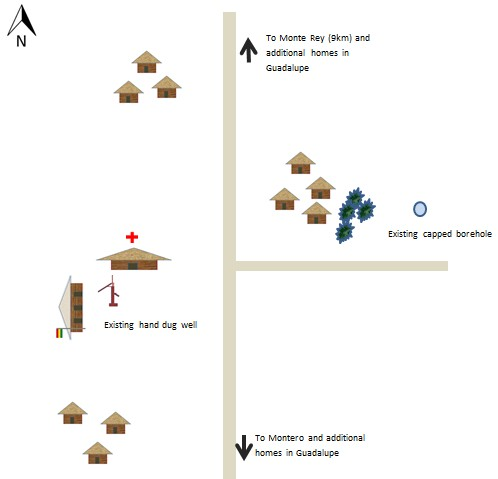 N
To Monte Rey (9km) and
additional homes in
Guadalupe
Existing capped borehole
Existing hand dug well
To Montero and additional
homes in Guadalupe